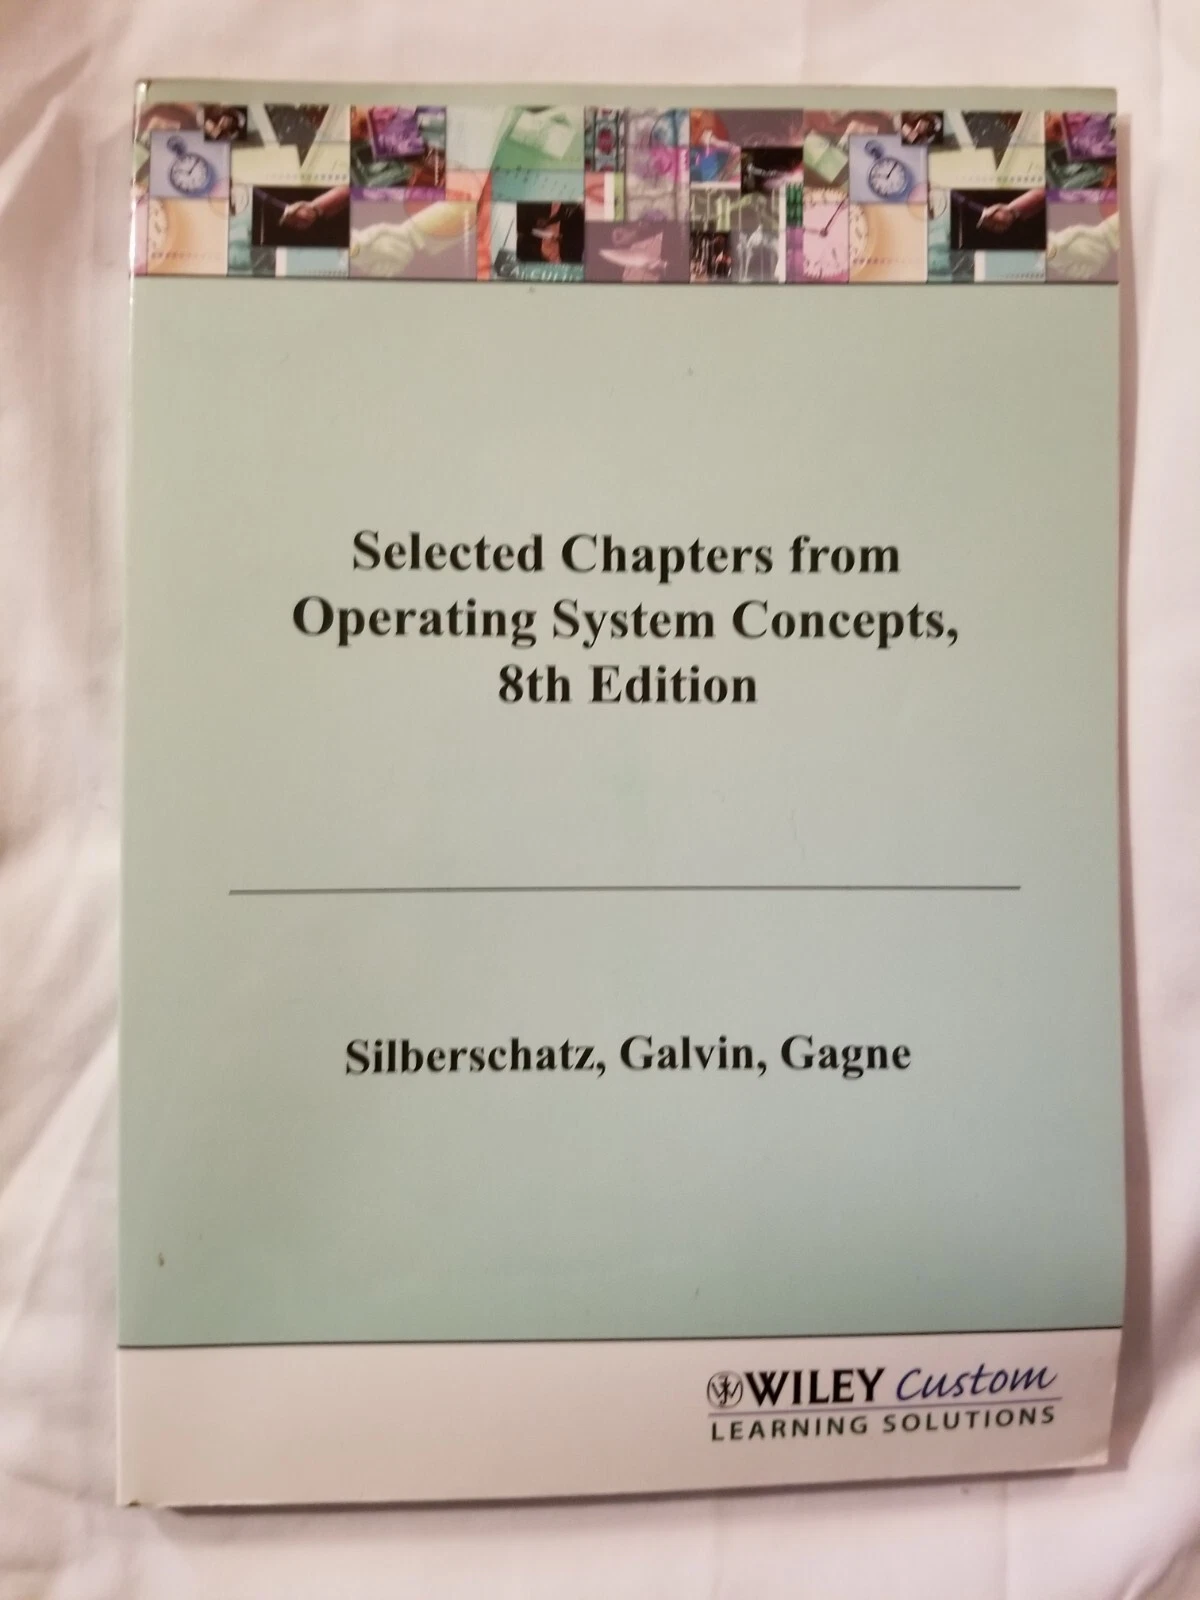 Selected Chapters from
Operating System Concepts,
8th Edition
Silberschatz, Galvin, Gagne
WILEY Custom
LEARNING SOLUTIONS